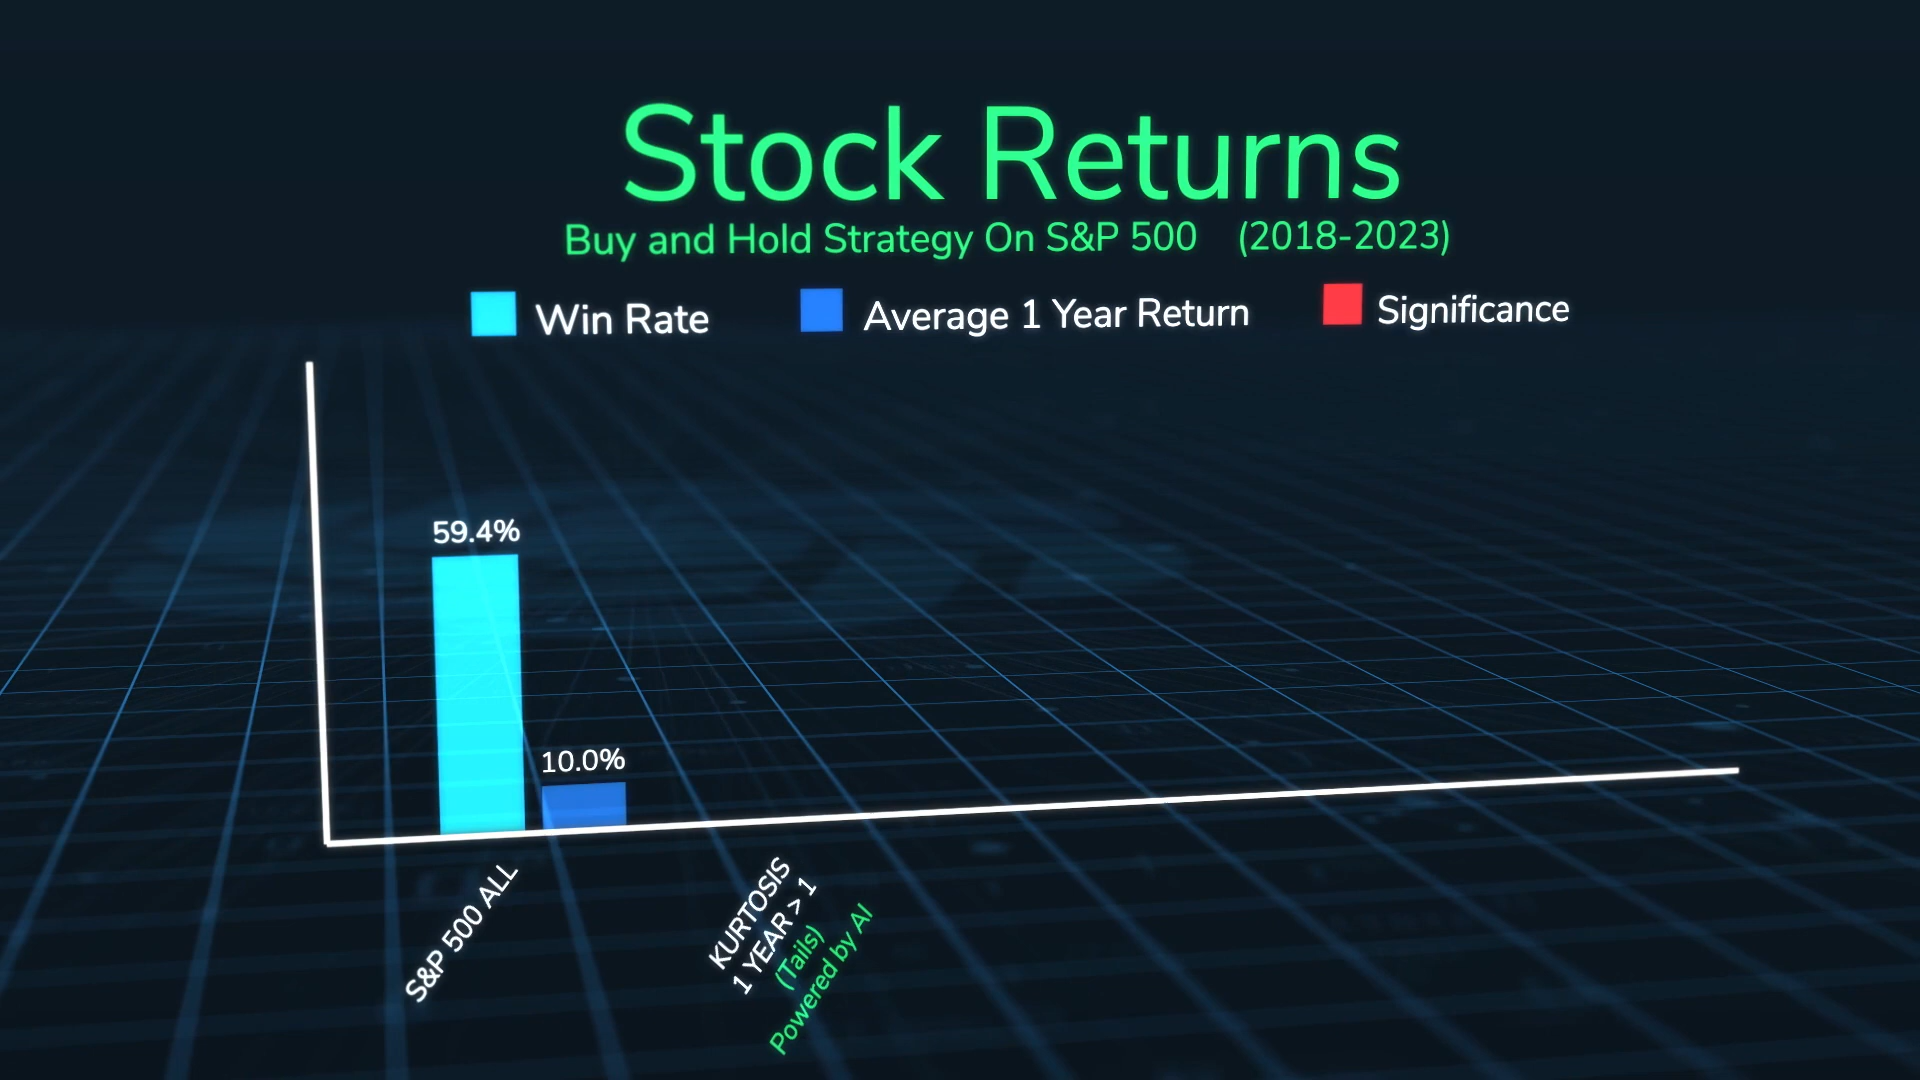 Stock Returns
Buy and Hold Strategy On S&P 500 (2018-2023)
Win Rate
Average 1 Year Return
Significance
59.4%
10.0%
S&P 500 ALL
KURTOSIS
1 YEAR > 1
(Tails)
Powered by AI